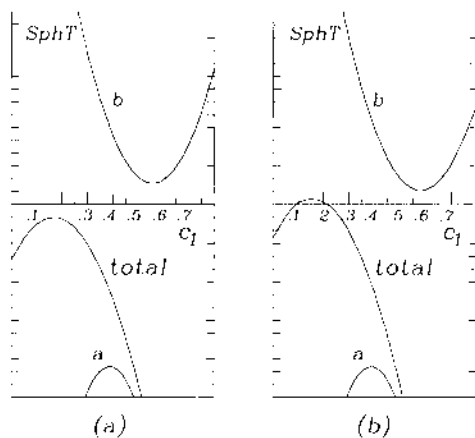 SphT
b
.1 .3 .4 .5 .6 .7
c1
total
a
(a)
SphT
b
.1 2 .3 .4 5 .6 .7
c1
total
a
(b)